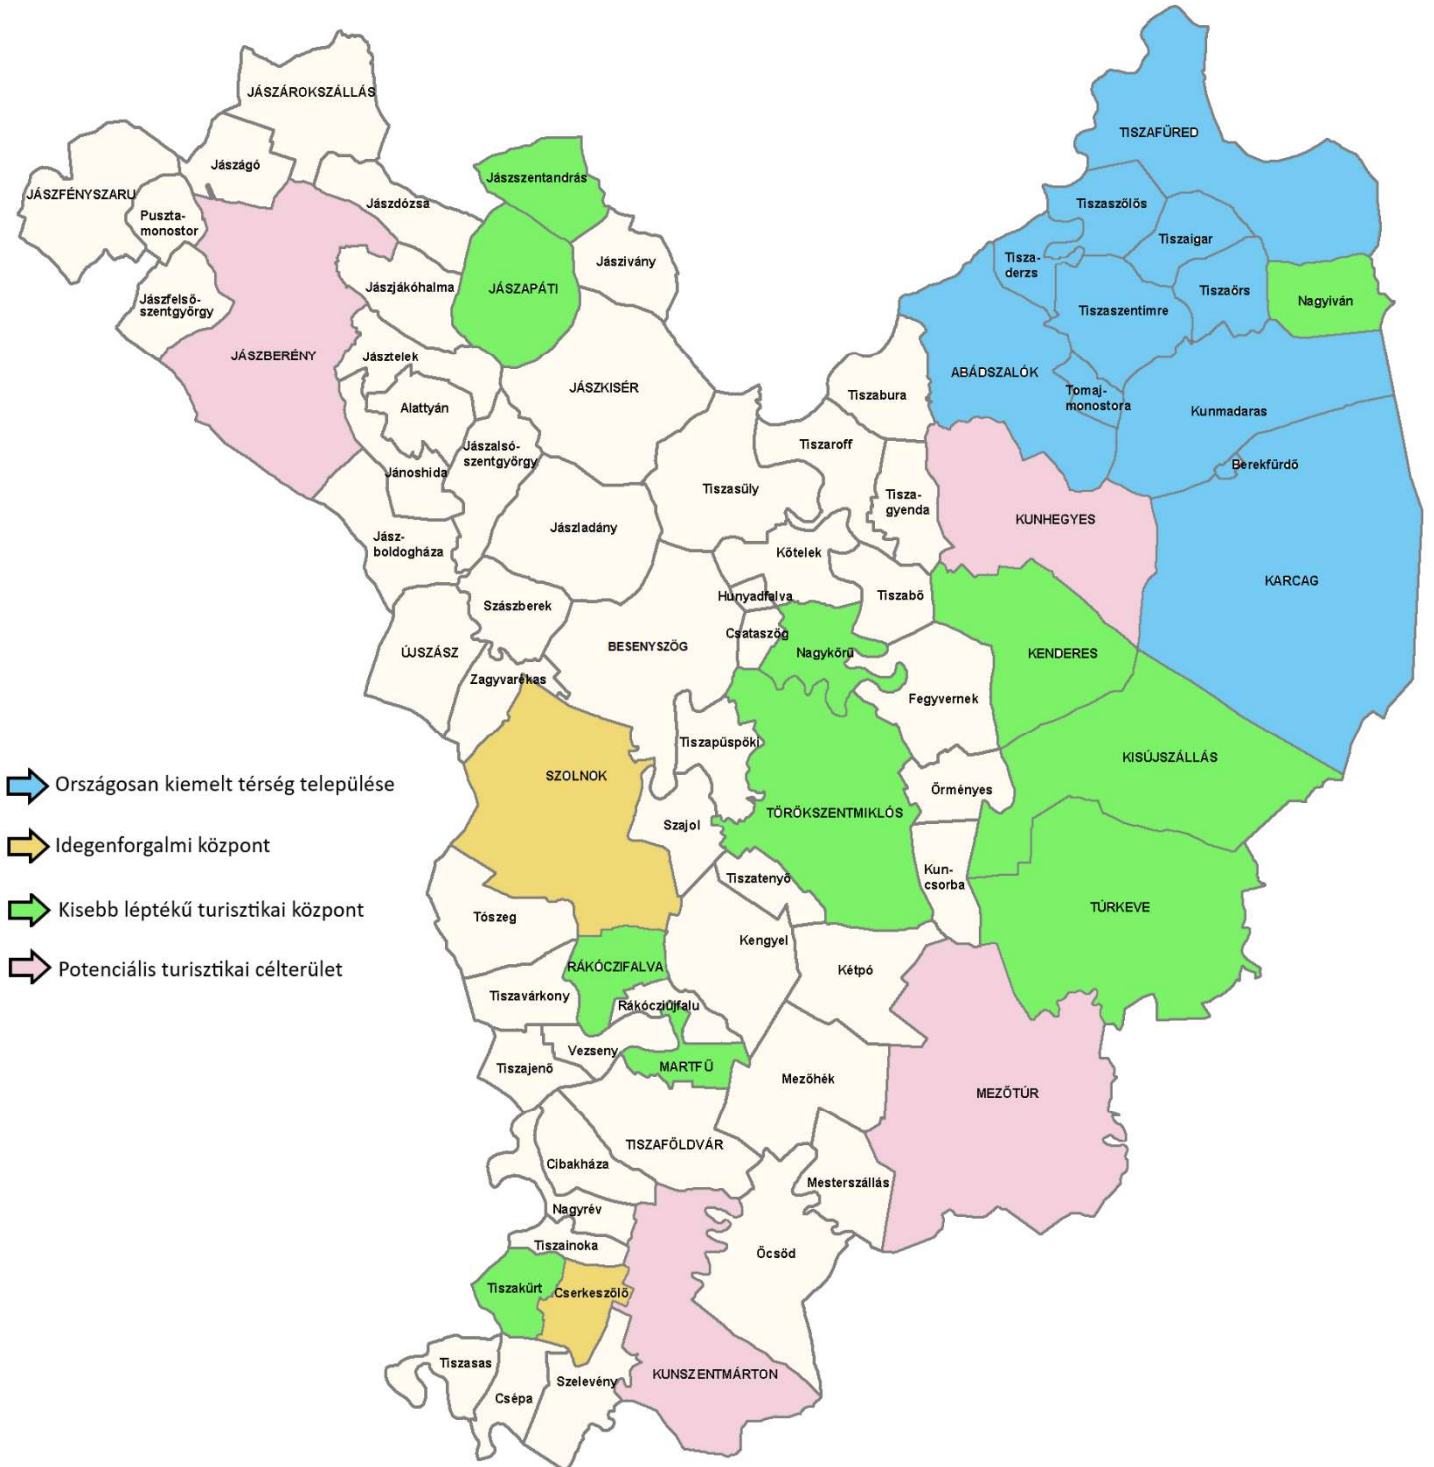 JÁSZÁROKSZÁLLÁS
TISZAFÜRED
Jászágó
Jászszentandrás
JÁSZFÉNYSZARU
Jászdózsa
Tiszaszőlős
Puszta-
monostor
Tiszaigar
Jászivány
Tisza-
derzs
Jászjákóhalma
JÁSZAPÁTI
Tiszaörs
Nagyiván
Jászfelső-
szentgyörgy
Tiszaszentimre
JÁSZBERÉNY
Jásztelek
ABÁDSZALÓK
JÁSZKISÉR
Tiszabura
Tomaj-
monostora
Alattyán
Kunmadaras
Tiszaroff
Jászalsó-
szentgyörgy
Berekfürdő
Jánoshida
Tiszasüly
Tisza-
gyenda
KUNHEGYES
Jászladány
Jász-
boldogháza
Kőtelek
KARCAG
Hunyadfalva
Tiszabő
Szászberek
Csataszög
BESENYSZÖG
ÚJSZÁSZ
Nagykörű
KENDERES
Zagyvarékas
Fegyvernek
Tiszapüspöki
KISÚJSZÁLLÁS
SZOLNOK
Országosan kiemelt térség települése
Örményes
TÖRÖKSZENTMIKLÓS
Szajol
Idegenforgalmi központ
Kun-
csorba
Tiszatenyő
TÚRKEVE
Kisebb léptékű turisztikai központ
Tószeg
Kengyel
RÁKÓCZIFALVA
Kétpó
Potenciális turisztikai célterület
Tiszavárkony
Rákócziújfalu
Vezseny
Tiszajenő
MARTFŰ
Mezőhék
MEZŐTÚR
TISZAFÖLDVÁR
Cibakháza
Mesterszállás
Nagyrév
Tiszainoka
Öcsöd
Tiszakürt
Cserkeszőlő
Tiszasas
KUNSZENTMÁRTON
Szelevény
Csépa